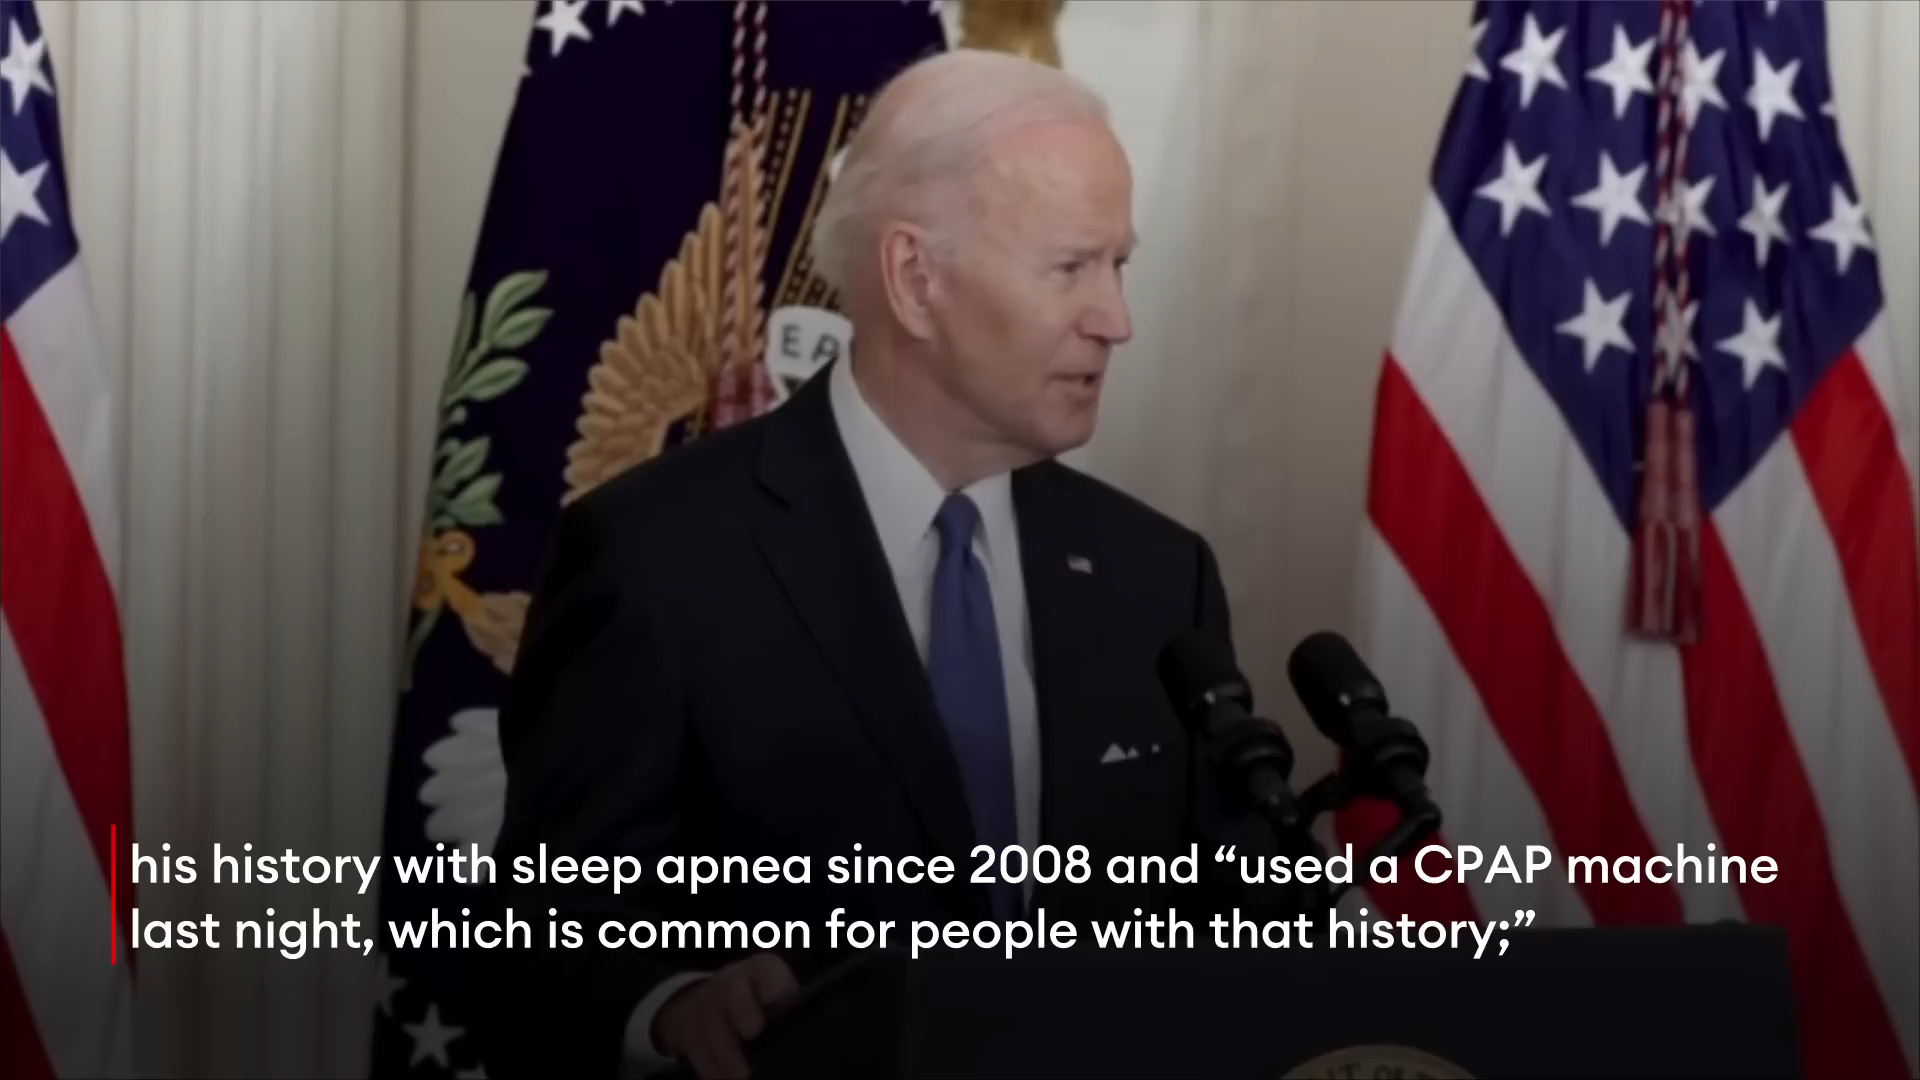 E P
his history with sleep apnea since 2008 and “used a CPAP machine
last night, which is common for people with that history;”